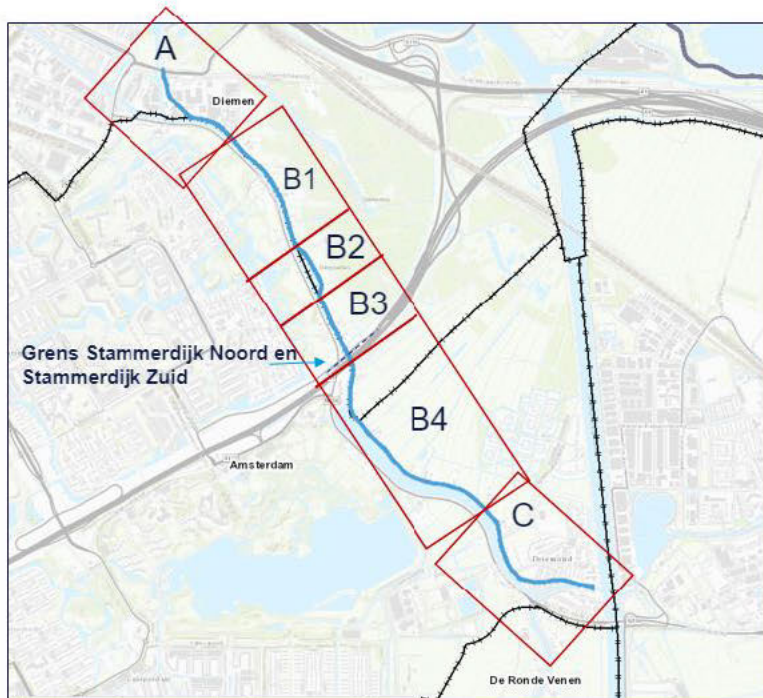 A
Diemen
B1
B2
B3
Grens Stammerdijk Noord en
Stammerdijk Zuid
B4
Amsterdam
C
Driemond
De Ronde Venen